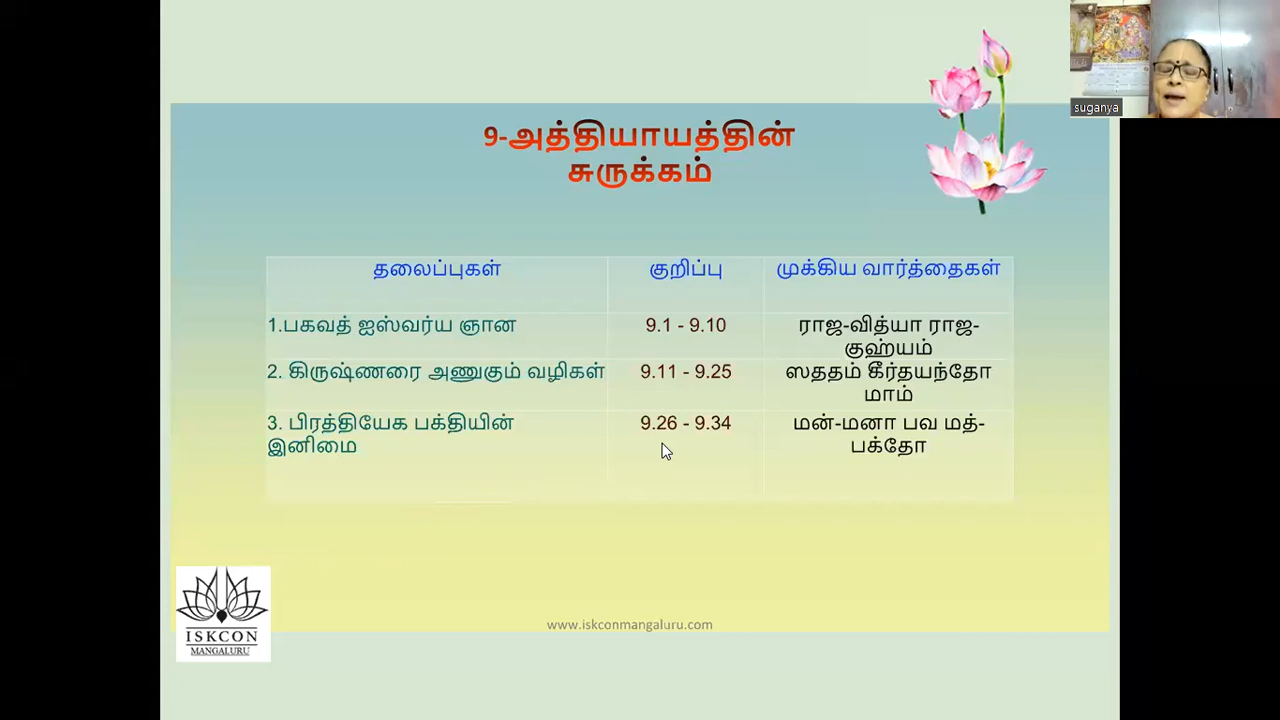 suganya
9-அத்தியாயத்தின்
சுருக்கம்
தலைப்புகள் குறிப்பு முக்கிய வார்த்தைகள்
1.பகவத் ஐஸ்வர்ய ஞான 9.1 - 9.10 ராஜ-வித்யா ராஜ-
குஹ்யம்
2. கிருஷ்ணரை அணுகும் வழிகள் 9.11 - 9.25 ஸததம் கீர்தயந்தோ
மாம்
3. பிரத்தியேக பக்தியின் 9.26 - 9.34 மன்-மனா பவ மத்-
இனிமை பக்தோ
ISKCON
MANGALURU
www.iskconmangaluru.com